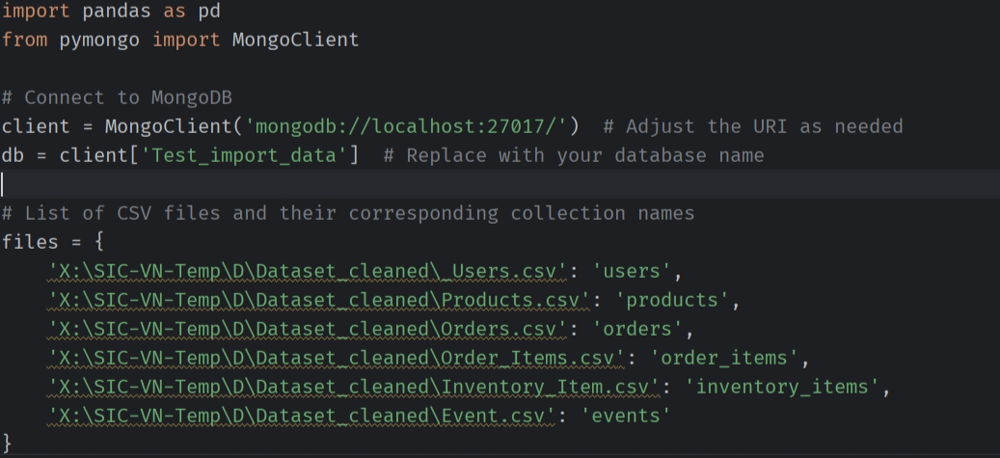 import pandas as pd
from pymongo import MongoClient
# Connect to MongoDB
client = MongoClient('mongodb://localhost:27017/')  # Adjust the URI as needed
db = client['Test_import_data']  # Replace with your database name
# List of CSV files and their corresponding collection names
files = {
    'X:\SIC-VN-Temp\D\Dataset_cleaned\_Users.csv': 'users',
    'X:\SIC-VN-Temp\D\Dataset_cleaned\Products.csv': 'products',
    'X:\SIC-VN-Temp\D\Dataset_cleaned\Orders.csv': 'orders',
    'X:\SIC-VN-Temp\D\Dataset_cleaned\Order_Items.csv': 'order_items',
    'X:\SIC-VN-Temp\D\Dataset_cleaned\Inventory_Item.csv': 'inventory_items',
    'X:\SIC-VN-Temp\D\Dataset_cleaned\Event.csv': 'events'
}